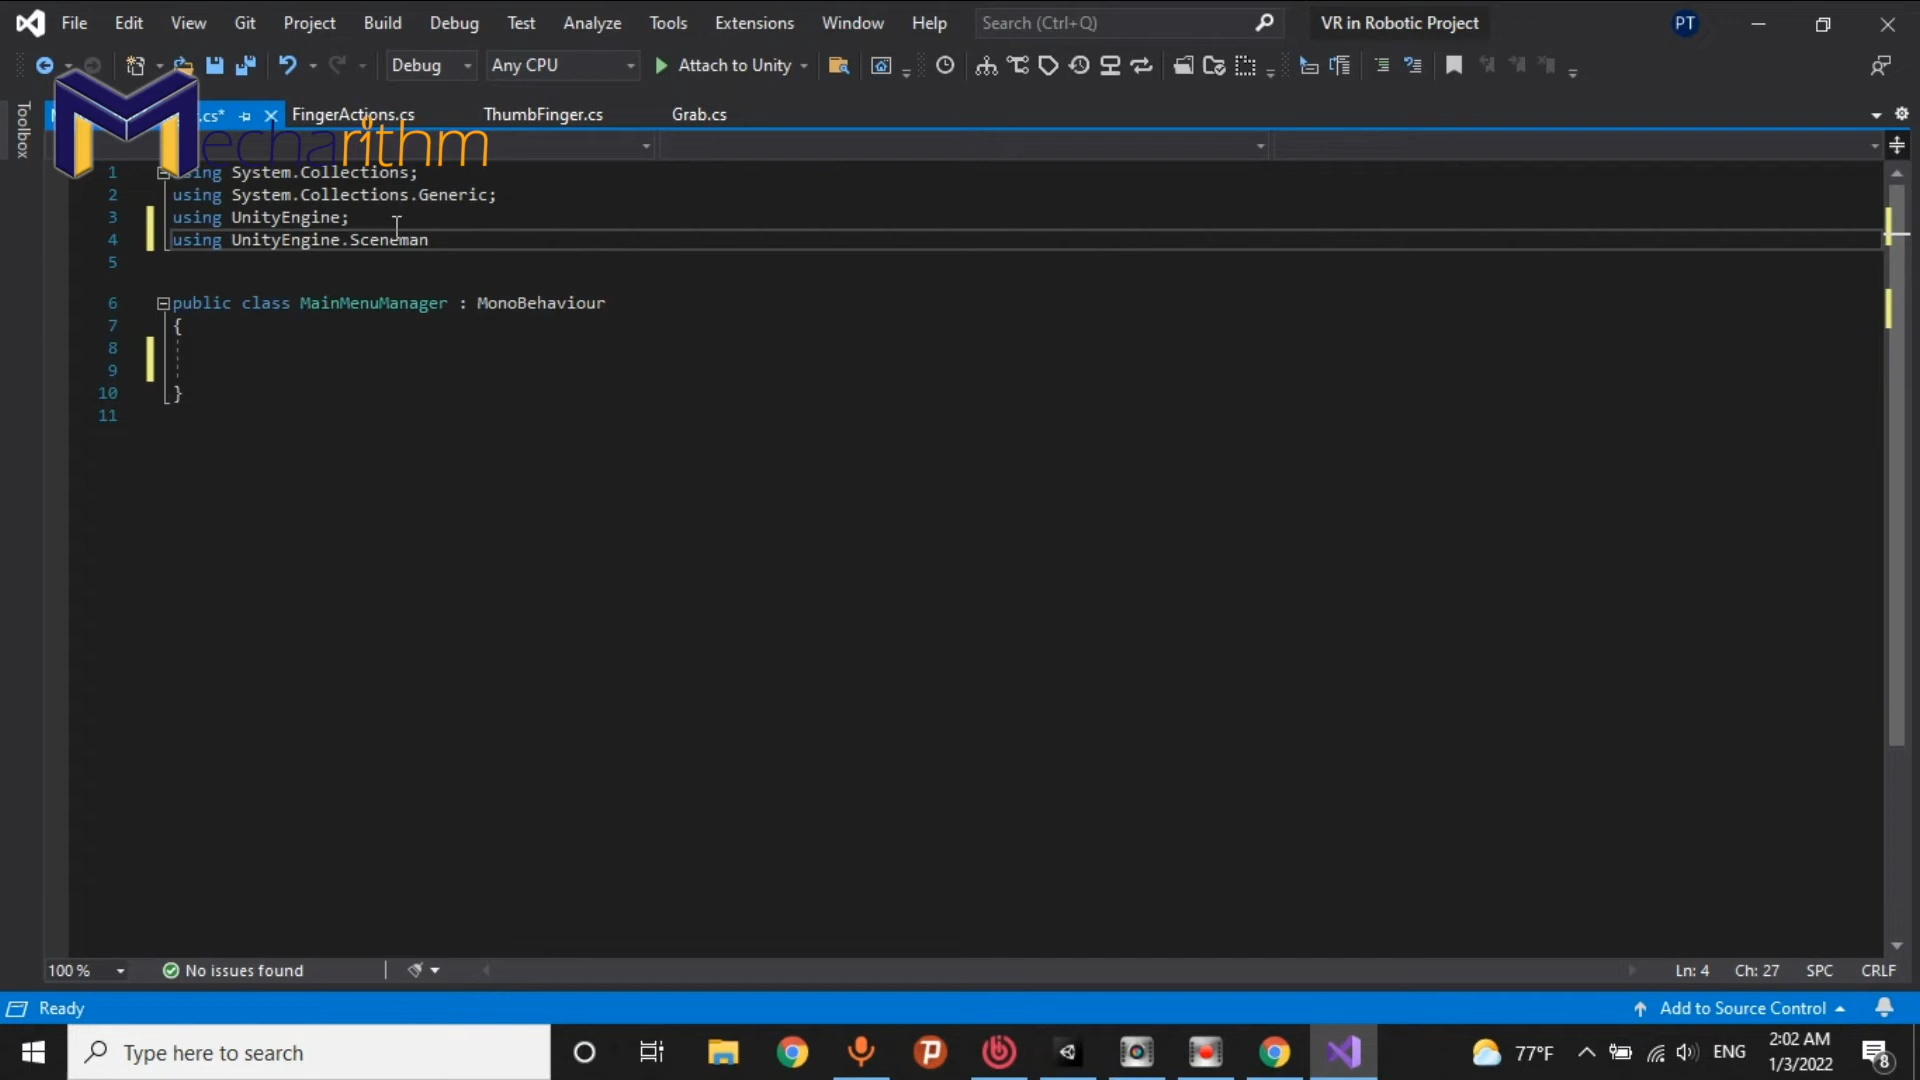 File Edit View Git Project Build Debug Test Analyze Tools Extensions Window Help Search (Ctrl+Q) VR in Robotic Project PT
Debug Any CPU Attach to Unity
Toolbox
.cs* FingerActions.cs ThumbFinger.cs Grab.cs
Mecharithm
1 using System.Collections;
2 using System.Collections.Generic;
3 using UnityEngine;
4 using UnityEngine.Sceneman
5
6 public class MainMenuManager : MonoBehaviour
7 {
8
9
10 }
11
100 % No issues found Ln: 4 Ch: 27 SPC CRLF
Ready Add to Source Control
Type here to search 77°F ENG 2:02 AM
1/3/2022 8